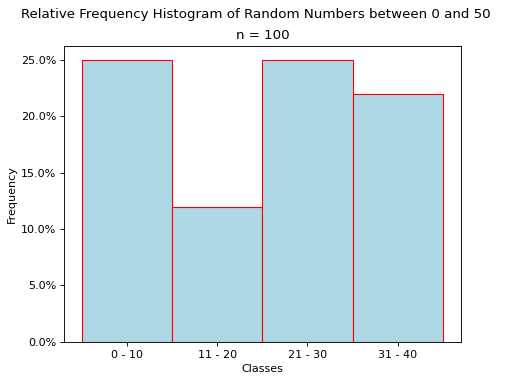 Relative Frequency Histogram of Random Numbers between 0 and 50
n = 100
25.0%
20.0%
15.0%
10.0%
5.0%
0.0%
Frequency
0 - 10 11 - 20 21 - 30 31 - 40
Classes